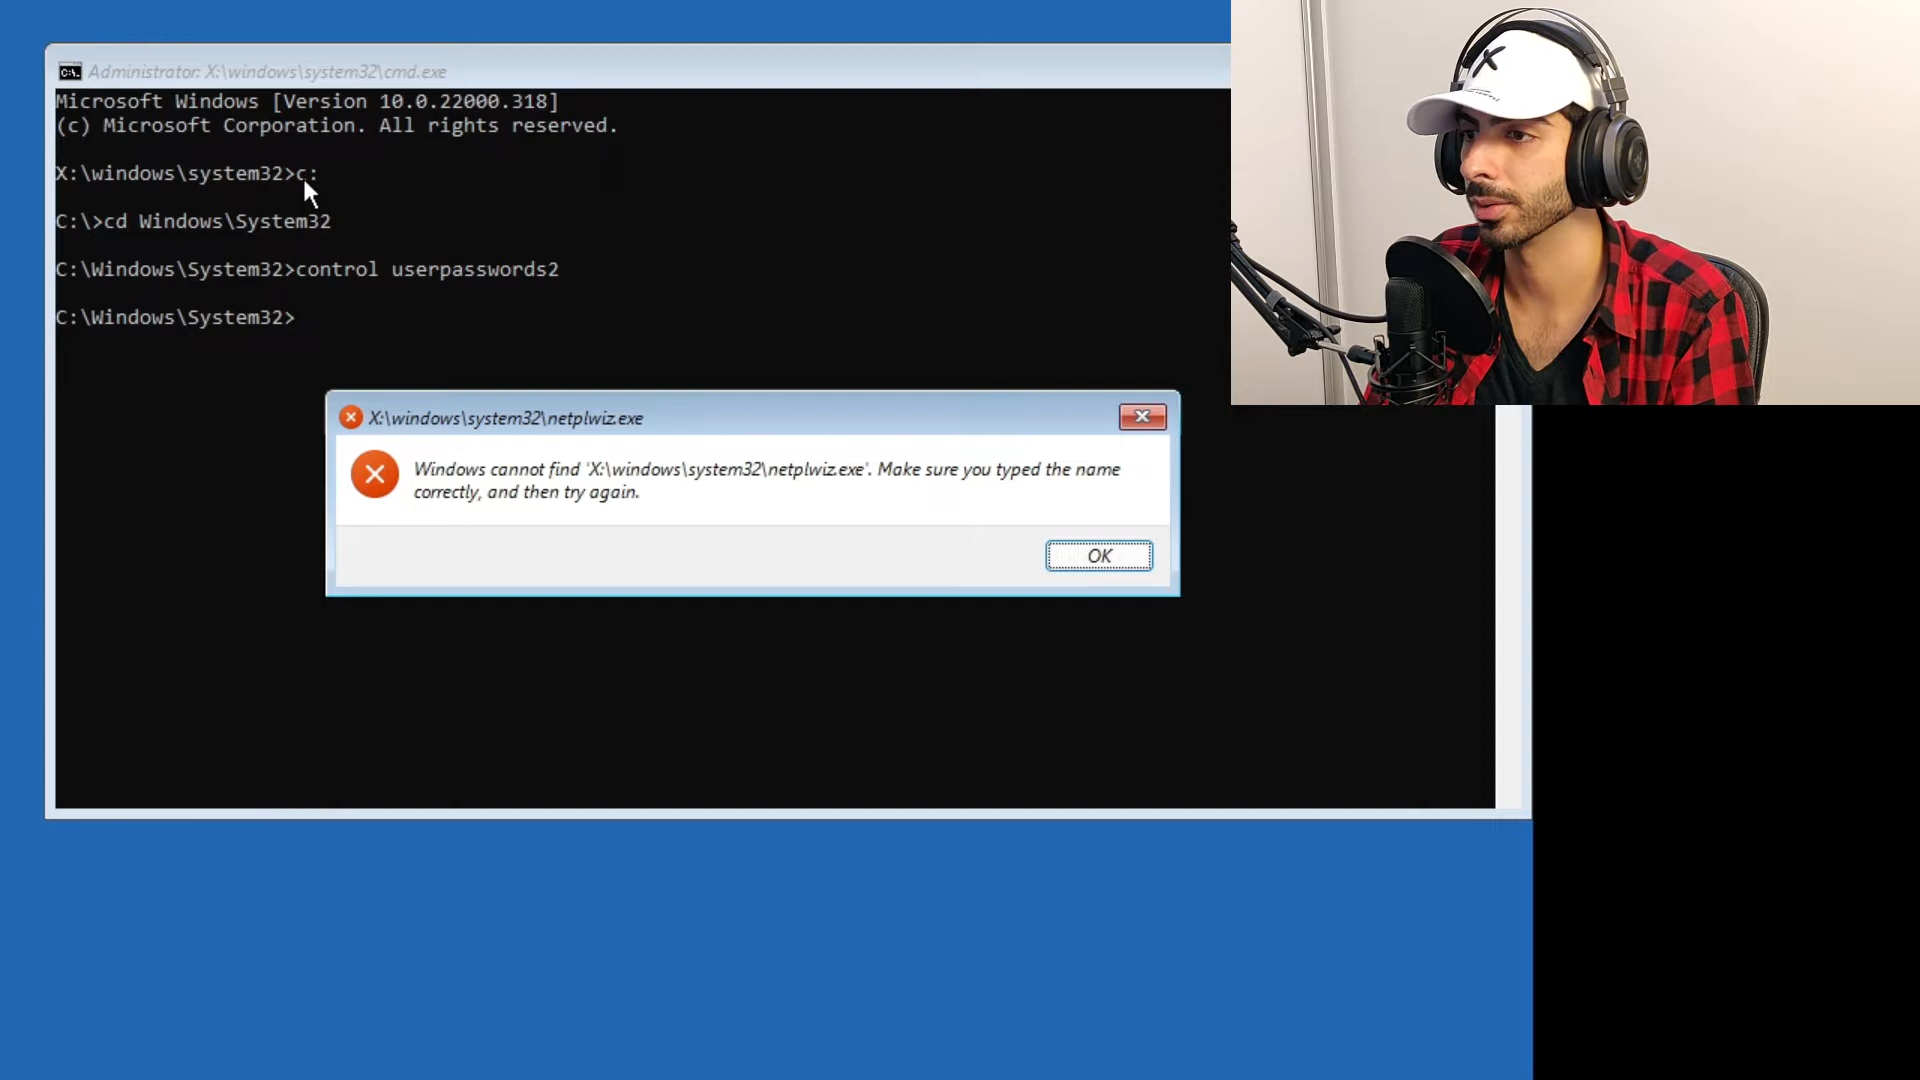 Administrator: X:\windows\system32\cmd.exe
Microsoft Windows [Version 10.0.22000.318]
(c) Microsoft Corporation. All rights reserved.
X:\windows\system32>c:
C:\>cd Windows\System32
C:\Windows\System32>control userpasswords2
C:\Windows\System32>
X:\windows\system32\netplwiz.exe
Windows cannot find 'X:\windows\system32\netplwiz.exe'. Make sure you typed the name
correctly, and then try again.
OK
X